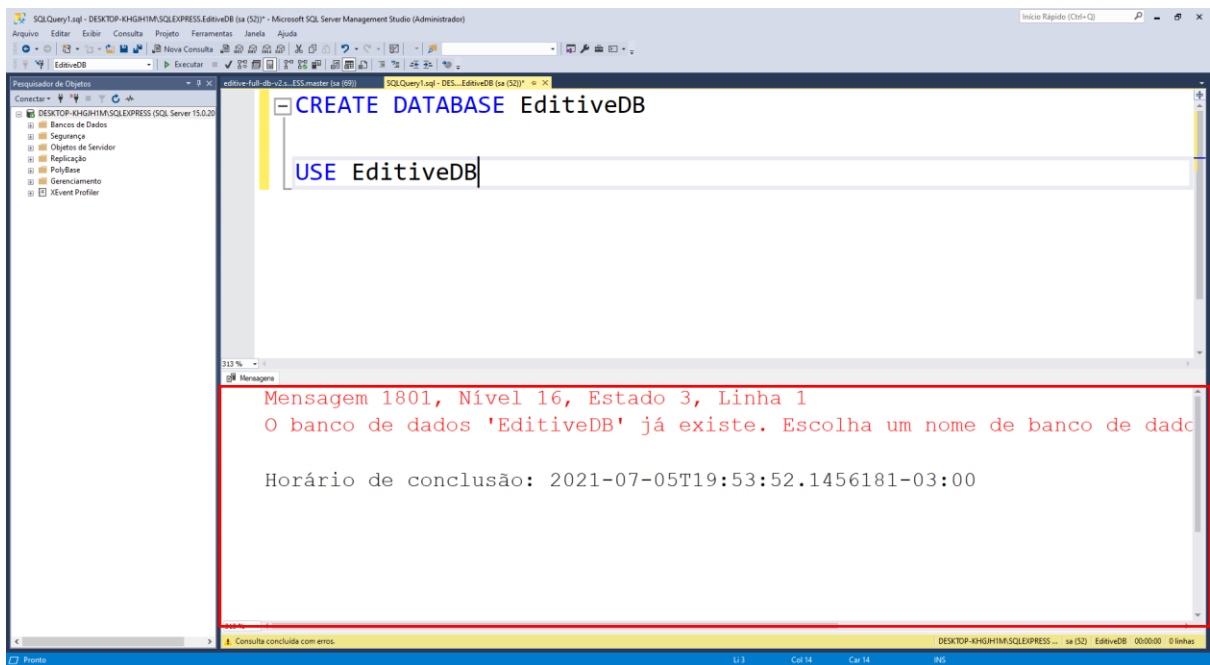 SQLQuery1.sql - DESKTOP-KHGJH1M\SQLEXPRESS.EditiveDB (sa (52))* - Microsoft SQL Server Management Studio (Administrador)
Início Rápido (Ctrl+Q)
Arquivo Editar Exibir Consulta Projeto Ferramentas Janela Ajuda
Nova Consulta
EditiveDB
Executar
Pesquisador de Objetos
editive-full-db-v2.s...ESS.master (sa (69))
SQLQuery1.sql - DES....EditiveDB (sa (52))*
Conectar
DESKTOP-KHGJH1M\SQLEXPRESS (SQL Server 15.0.20
Bancos de Dados
Segurança
Objetos de Servidor
Replicação
PolyBase
Gerenciamento
XEvent Profiler
CREATE DATABASE EditiveDB
USE EditiveDB
313 %
Mensagens
Mensagem 1801, Nível 16, Estado 3, Linha 1
O banco de dados 'EditiveDB' já existe. Escolha um nome de banco de dado
Horário de conclusão: 2021-07-05T19:53:52.1456181-03:00
313 %
Consulta concluída com erros.
DESKTOP-KHGJH1M\SQLEXPRESS ... sa (52) EditiveDB 00:00:00 0 linhas
Pronto
Li 3 Col 14 Car 14 INS